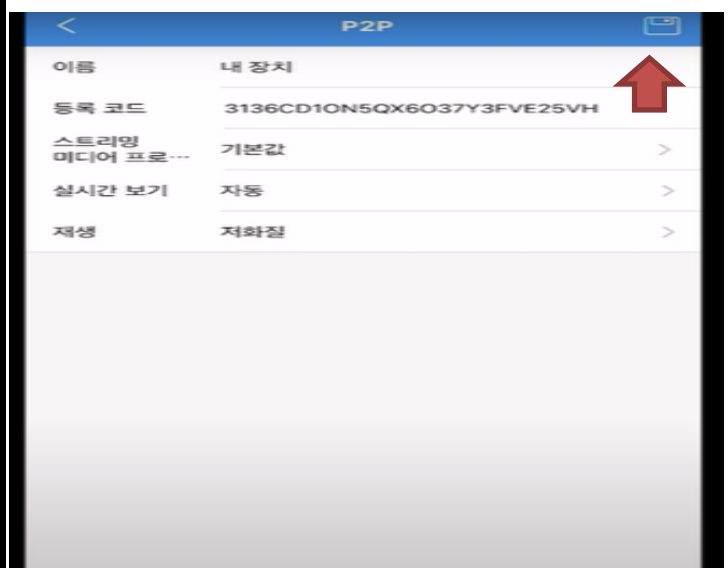 P2P
이름 내 장치
등록 코드 3136CD1ON5QX6O37Y3FVE25VH
스트리밍
미디어 프로… 기본값
실시간 보기 자동
재생 저화질